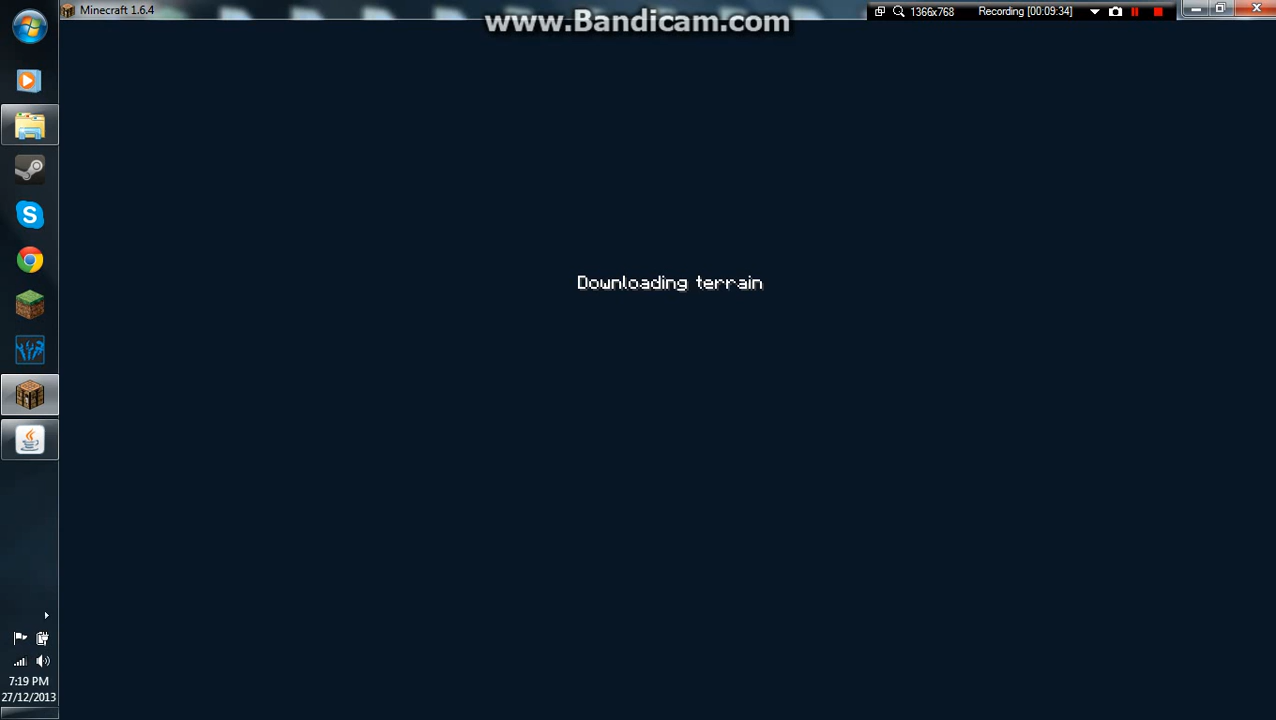 Minecraft 1.6.4
www.Bandicam.com
1366x768
Recording [00:09:34]
Downloading terrain
7:19 PM
27/12/2013